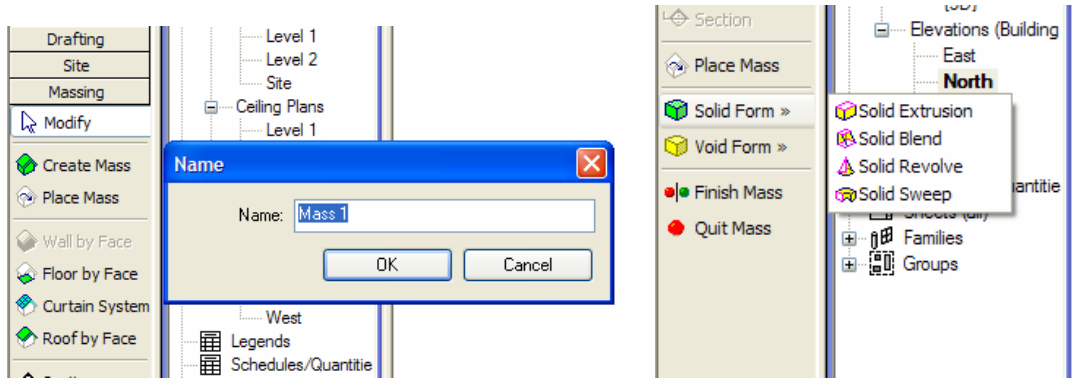 Drafting
Site
Massing
Modify
Create Mass
Place Mass
Wall by Face
Floor by Face
Curtain System
Roof by Face
Level 1
Level 2
Site
Ceiling Plans
Level 1
Name
Name: Mass 1
OK Cancel
West
Legends
Schedules/Quantitie
Section
Place Mass
Solid Form »
Void Form »
Finish Mass
Quit Mass
(3D)
Elevations (Building
East
North
Solid Extrusion
Solid Blend
Solid Revolve
Solid Sweep
uantitie
Sheets (all)
Families
Groups